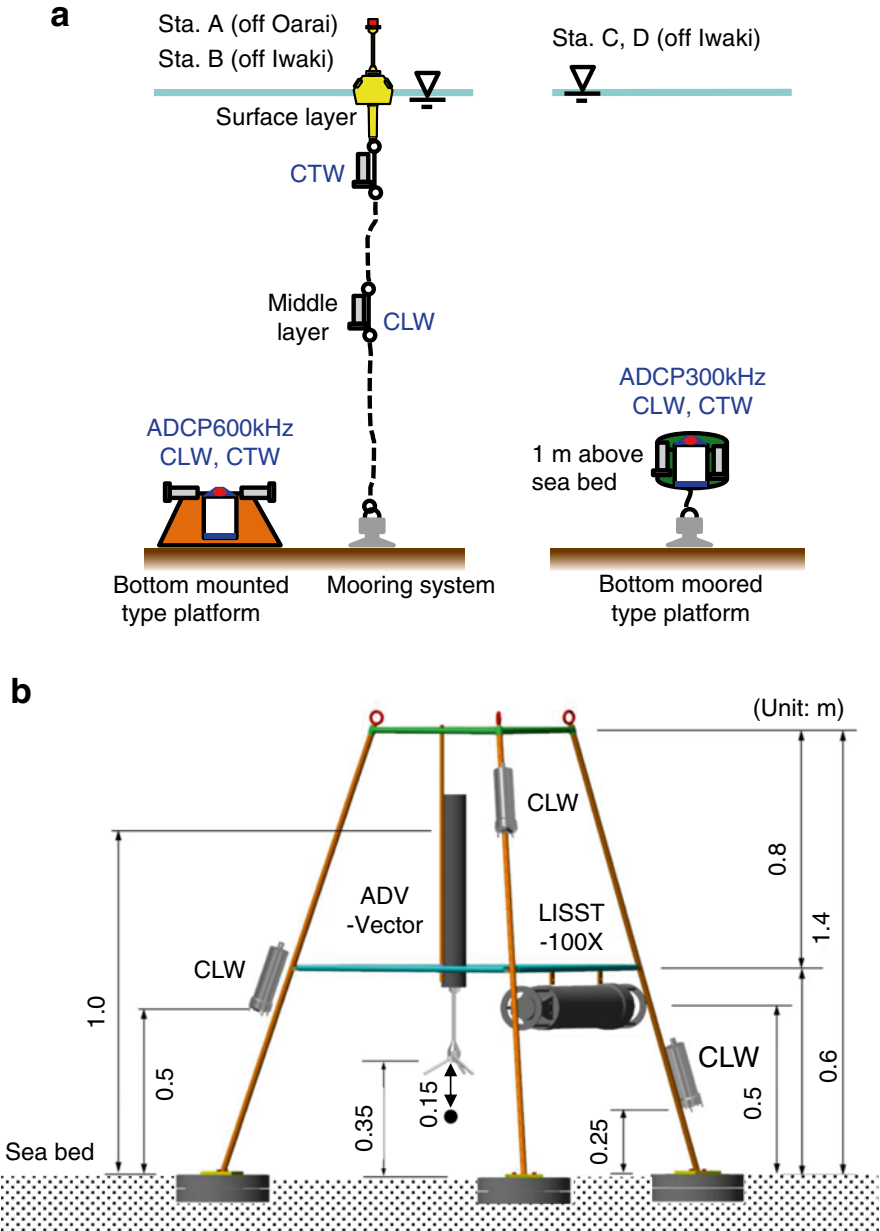 a
Sta. A (off Oarai)
Sta. B (off Iwaki)
Sta. C, D (off Iwaki)
Surface layer
CTW
Middle
layer
CLW
ADCP600kHz
CLW, CTW
ADCP300kHz
CLW, CTW
1 m above
sea bed
Bottom mounted
type platform
Mooring system
Bottom moored
type platform
b
(Unit: m)
CLW
ADV
-Vector
LISST
-100X
CLW
CLW
0.8
1.4
1.0
0.5
0.35
0.15
0.25
0.5
0.6
Sea bed